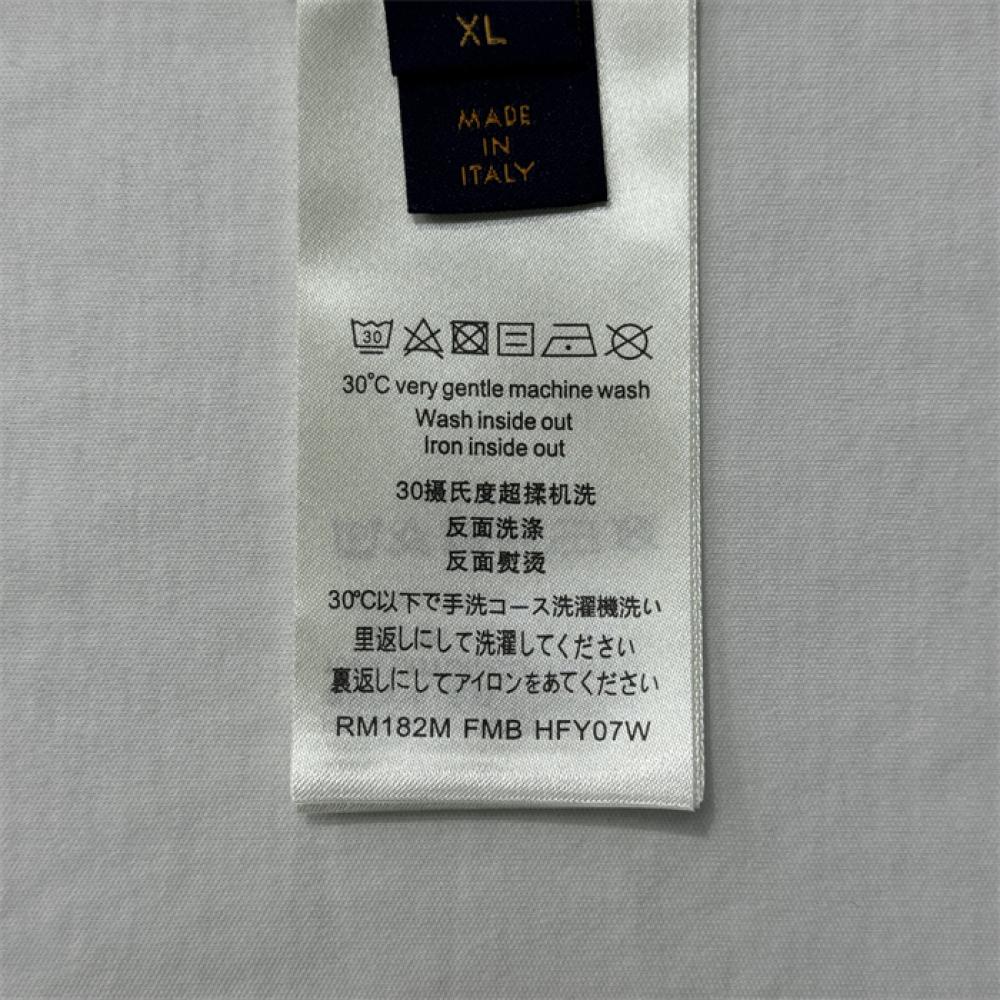 XL
MADE
IN
ITALY
30
30°C very gentle machine wash
Wash inside out
Iron inside out
30摄氏度超揉机洗
反面洗涤
反面熨烫
30℃以下で手洗コース洗濯機洗い
里返しにして洗濯してください
裏返しにしてアイロンをあてください
RM182M FMB HFY07W